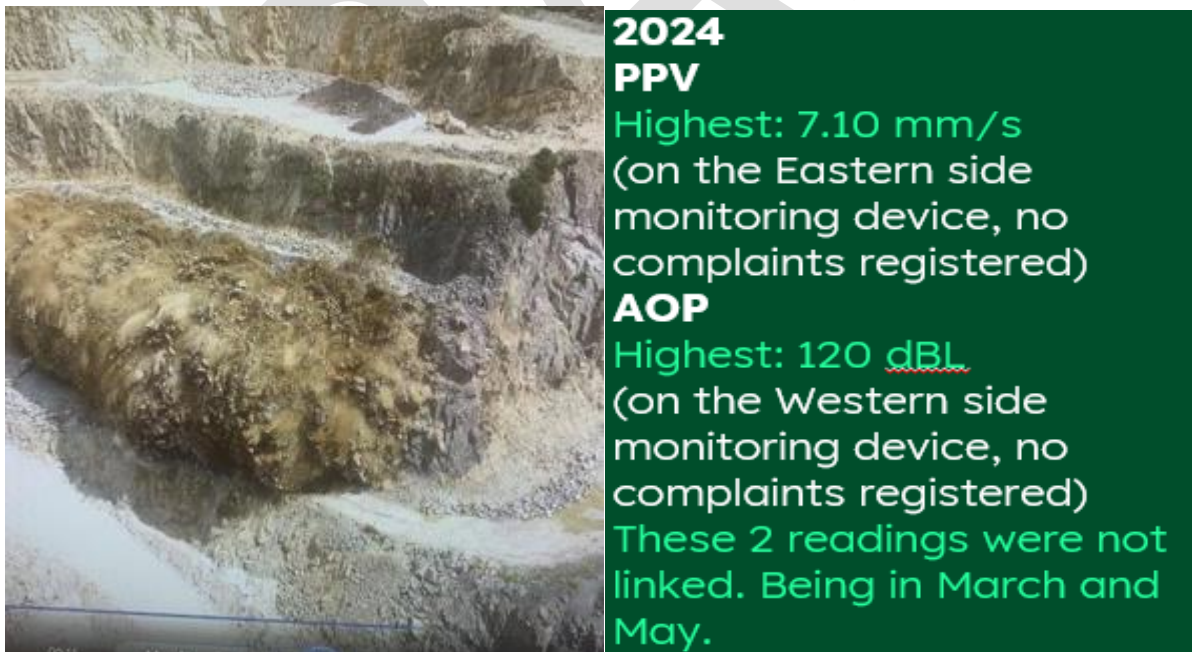 2024
PPV
Highest: 7.10 mm/s
(on the Eastern side
monitoring device, no
complaints registered)
AOP
Highest: 120 dBL
(on the Western side
monitoring device, no
complaints registered)
These 2 readings were not
linked. Being in March and
May.